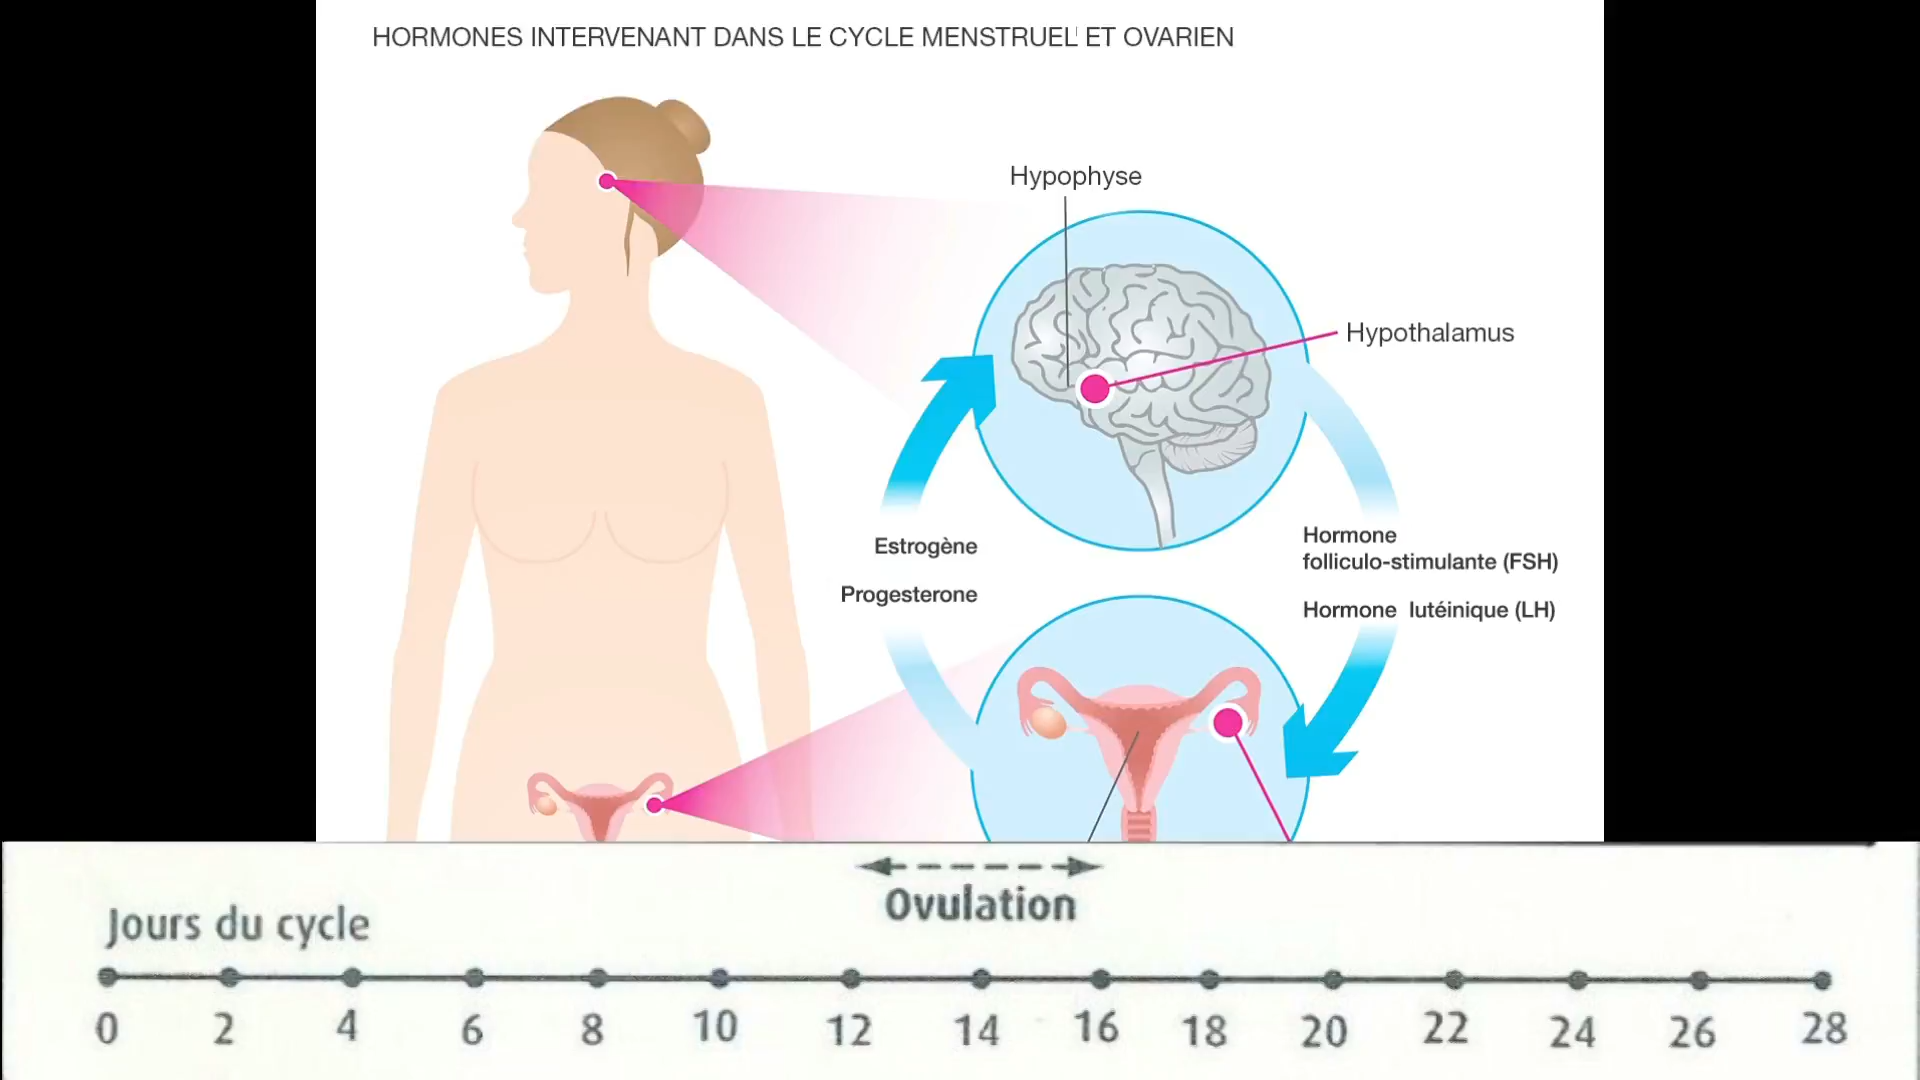 HORMONES INTERVENANT DANS LE CYCLE MENSTRUEL ET OVARIEN
Hypophyse
Hypothalamus
Estrogène
Progesterone
Hormone
folliculo-stimulante (FSH)
Hormone lutéinique (LH)
Ovulation
Jours du cycle
0 2 4 6 8 10 12 14 16 18 20 22 24 26 28